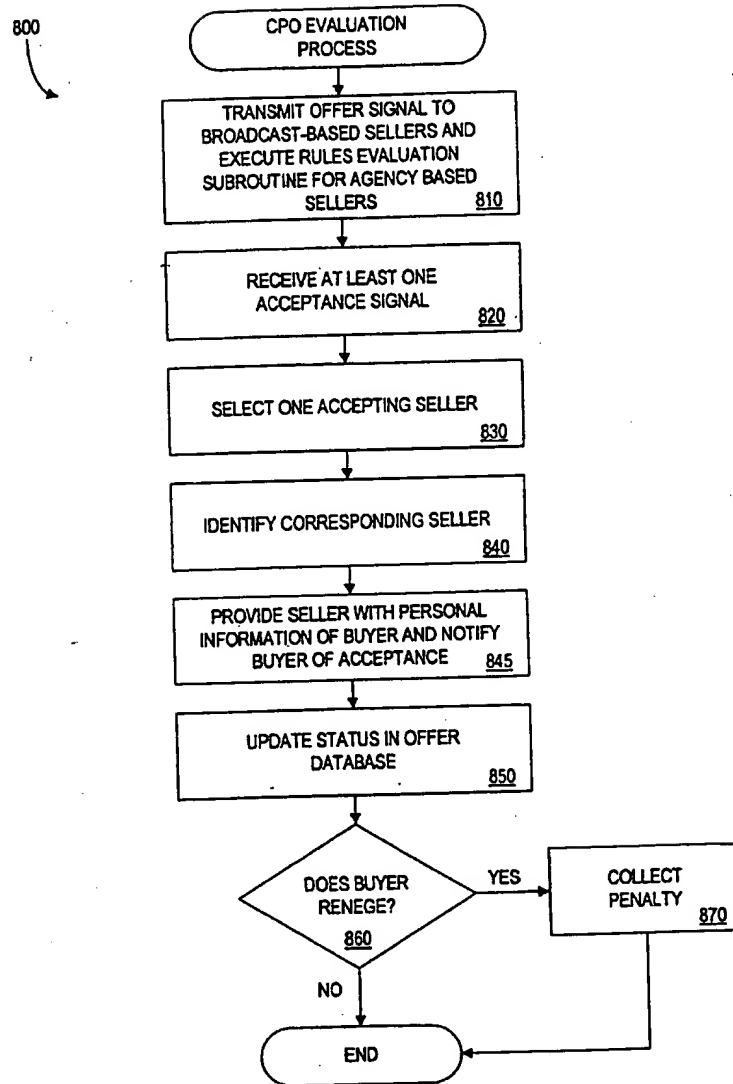 800
CPO EVALUATION
PROCESS
TRANSMIT OFFER SIGNAL TO
BROADCAST-BASED SELLERS AND
EXECUTE RULES EVALUATION
SUBROUTINE FOR AGENCY BASED
SELLERS
810
RECEIVE AT LEAST ONE
ACCEPTANCE SIGNAL
820
SELECT ONE ACCEPTING SELLER
830
IDENTIFY CORRESPONDING SELLER
840
PROVIDE SELLER WITH PERSONAL
INFORMATION OF BUYER AND NOTIFY
BUYER OF ACCEPTANCE
845
UPDATE STATUS IN OFFER
DATABASE
850
DOES BUYER
RENEGE?
860
YES
COLLECT
PENALTY
870
NO
END